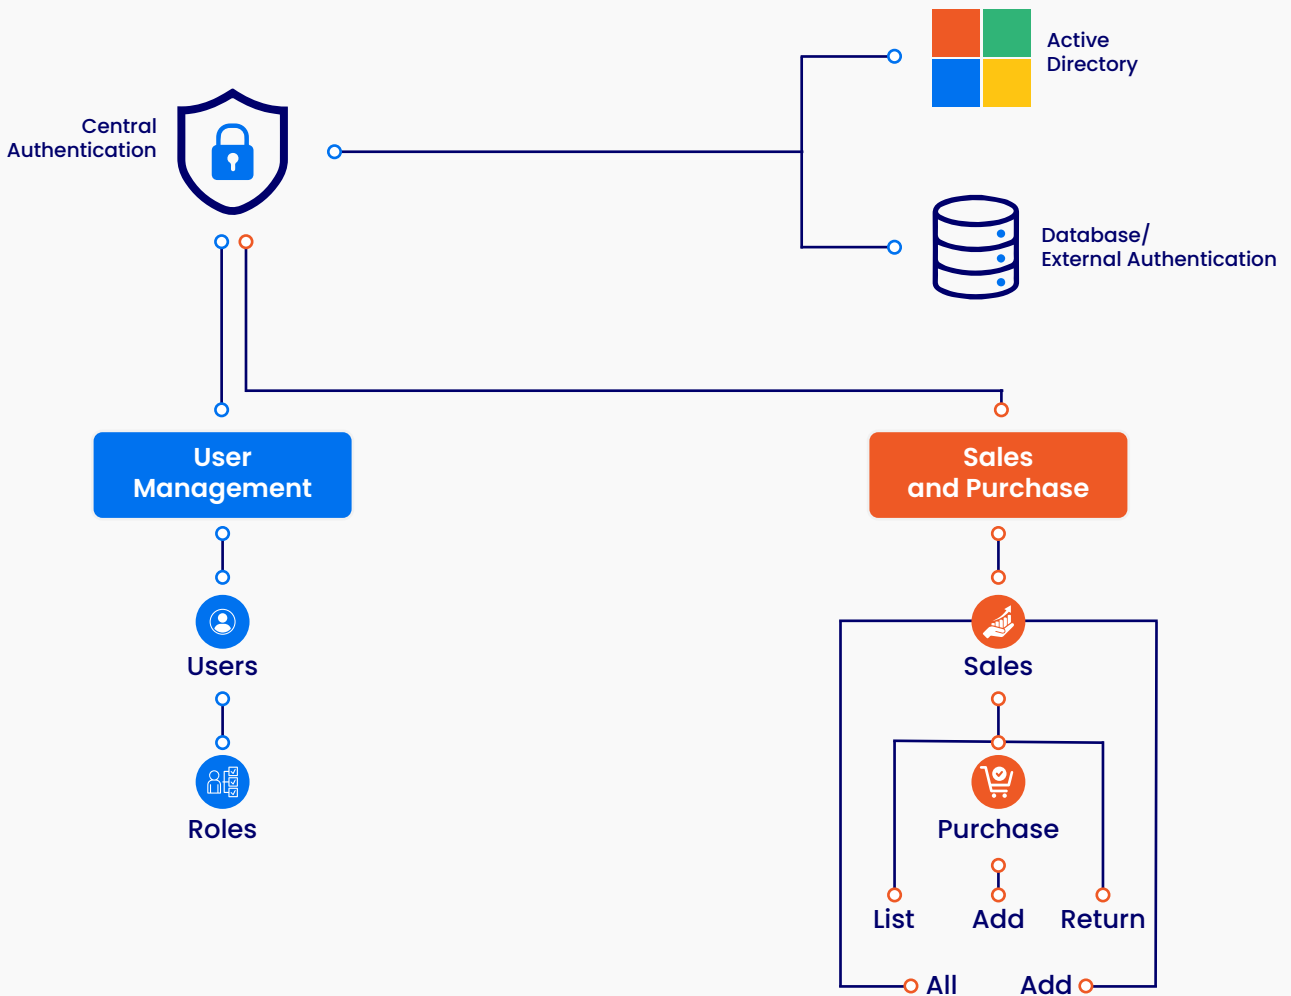 Central
Authentication
Active
Directory
Database/
External Authentication
User
Management
Sales
and Purchase
Users
Sales
Roles
Purchase
List
Add
Return
All
Add